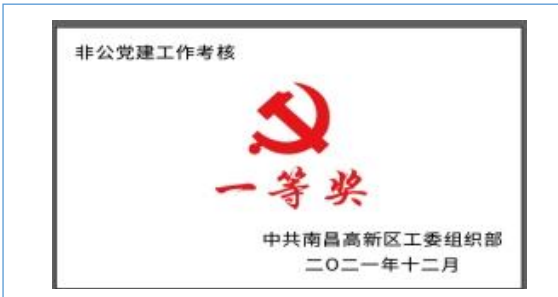 非公党建工作考核
一等奖
中共南昌高新区工委组织部
二〇二一年十二月